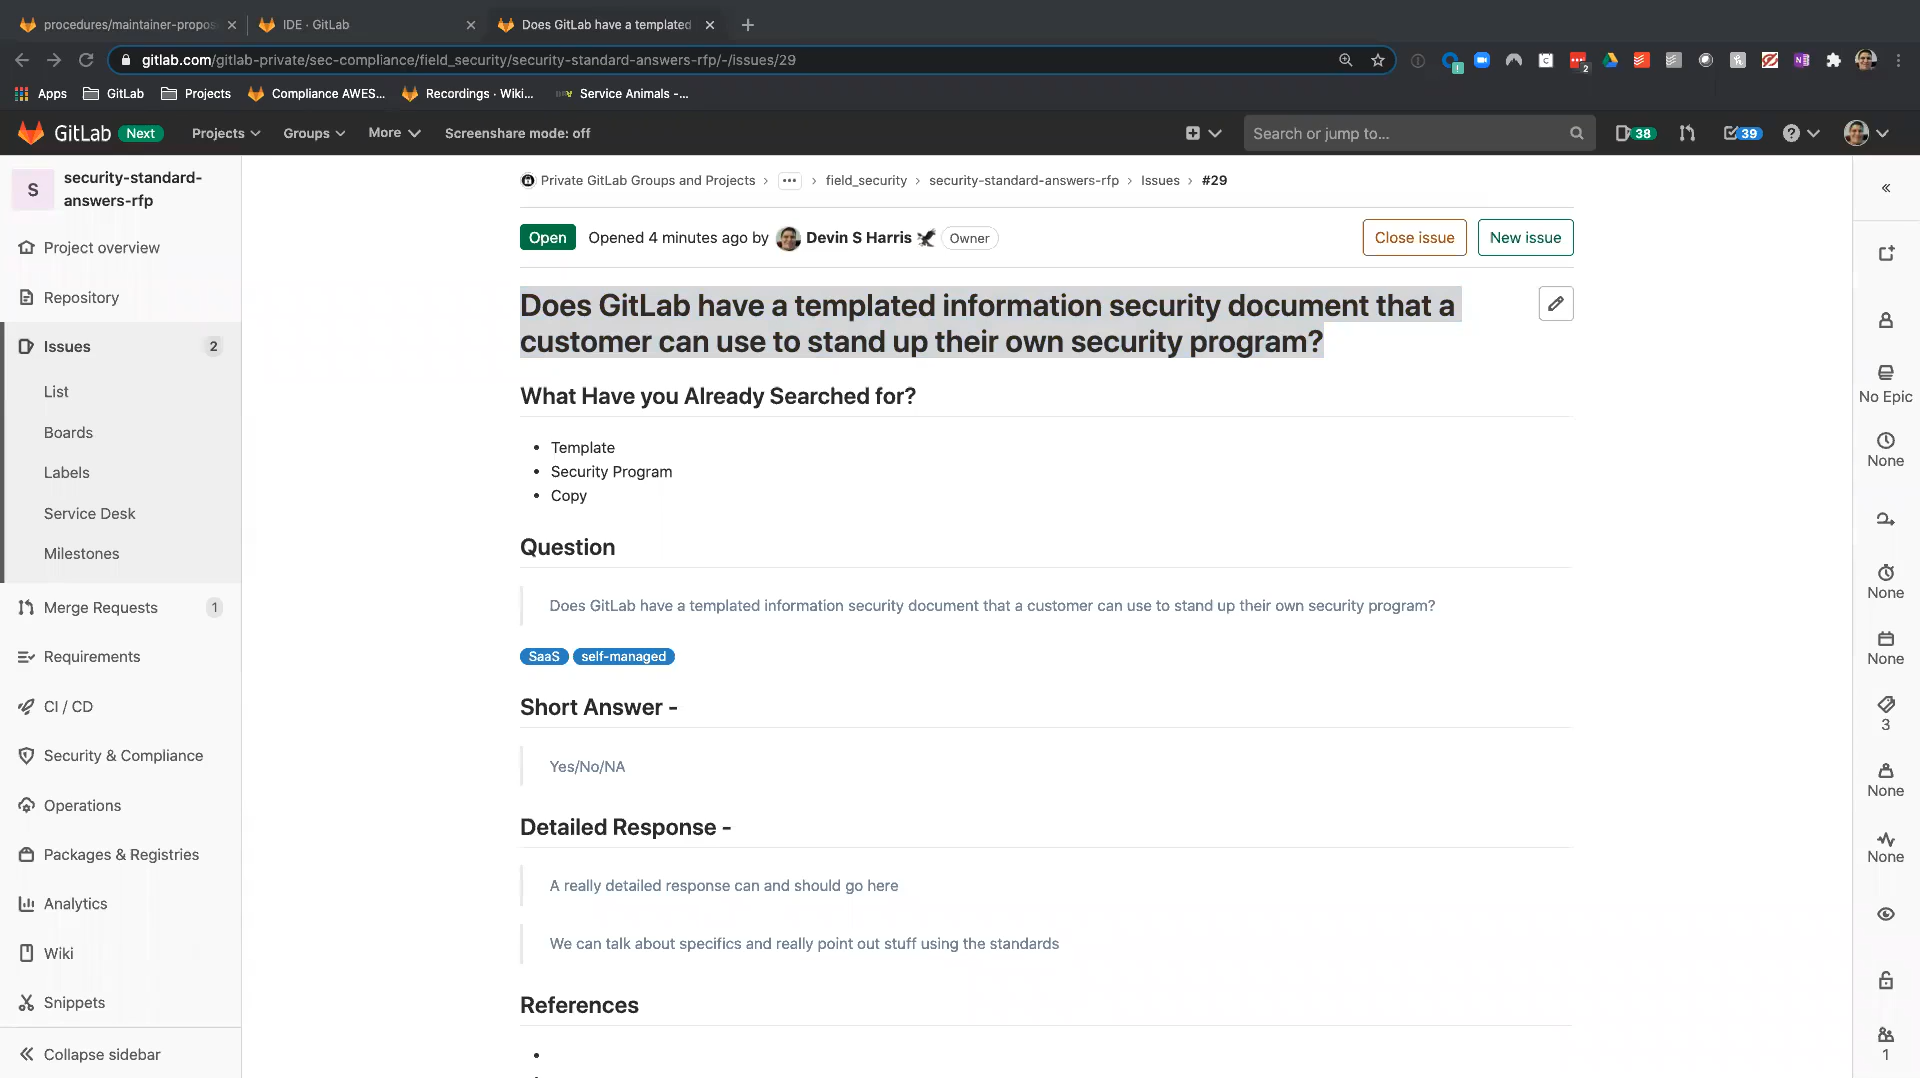 procedures/maintainer-propos
IDE · GitLab
Does GitLab have a templated
gitlab.com/gitlab-private/sec-compliance/field_security/security-standard-answers-rfp/-/issues/29
Apps
GitLab
Projects
Compliance AWES...
Recordings · Wiki...
Service Animals -...
GitLab Next
Projects
Groups
More
Screenshare mode: off
Search or jump to...
38
39
S
security-standard-
answers-rfp
Project overview
Repository
Issues 2
List
Boards
Labels
Service Desk
Milestones
Merge Requests 1
Requirements
CI / CD
Security & Compliance
Operations
Packages & Registries
Analytics
Wiki
Snippets
Collapse sidebar
Private GitLab Groups and Projects › ••• › field_security › security-standard-answers-rfp › Issues › #29
Open Opened 4 minutes ago by Devin S Harris Owner
Close issue
New issue
Does GitLab have a templated information security document that a
customer can use to stand up their own security program?
What Have you Already Searched for?
• Template
• Security Program
• Copy
Question
Does GitLab have a templated information security document that a customer can use to stand up their own security program?
SaaS self-managed
Short Answer -
Yes/No/NA
Detailed Response -
A really detailed response can and should go here
We can talk about specifics and really point out stuff using the standards
References
No Epic
None
None
None
3
None
None
1